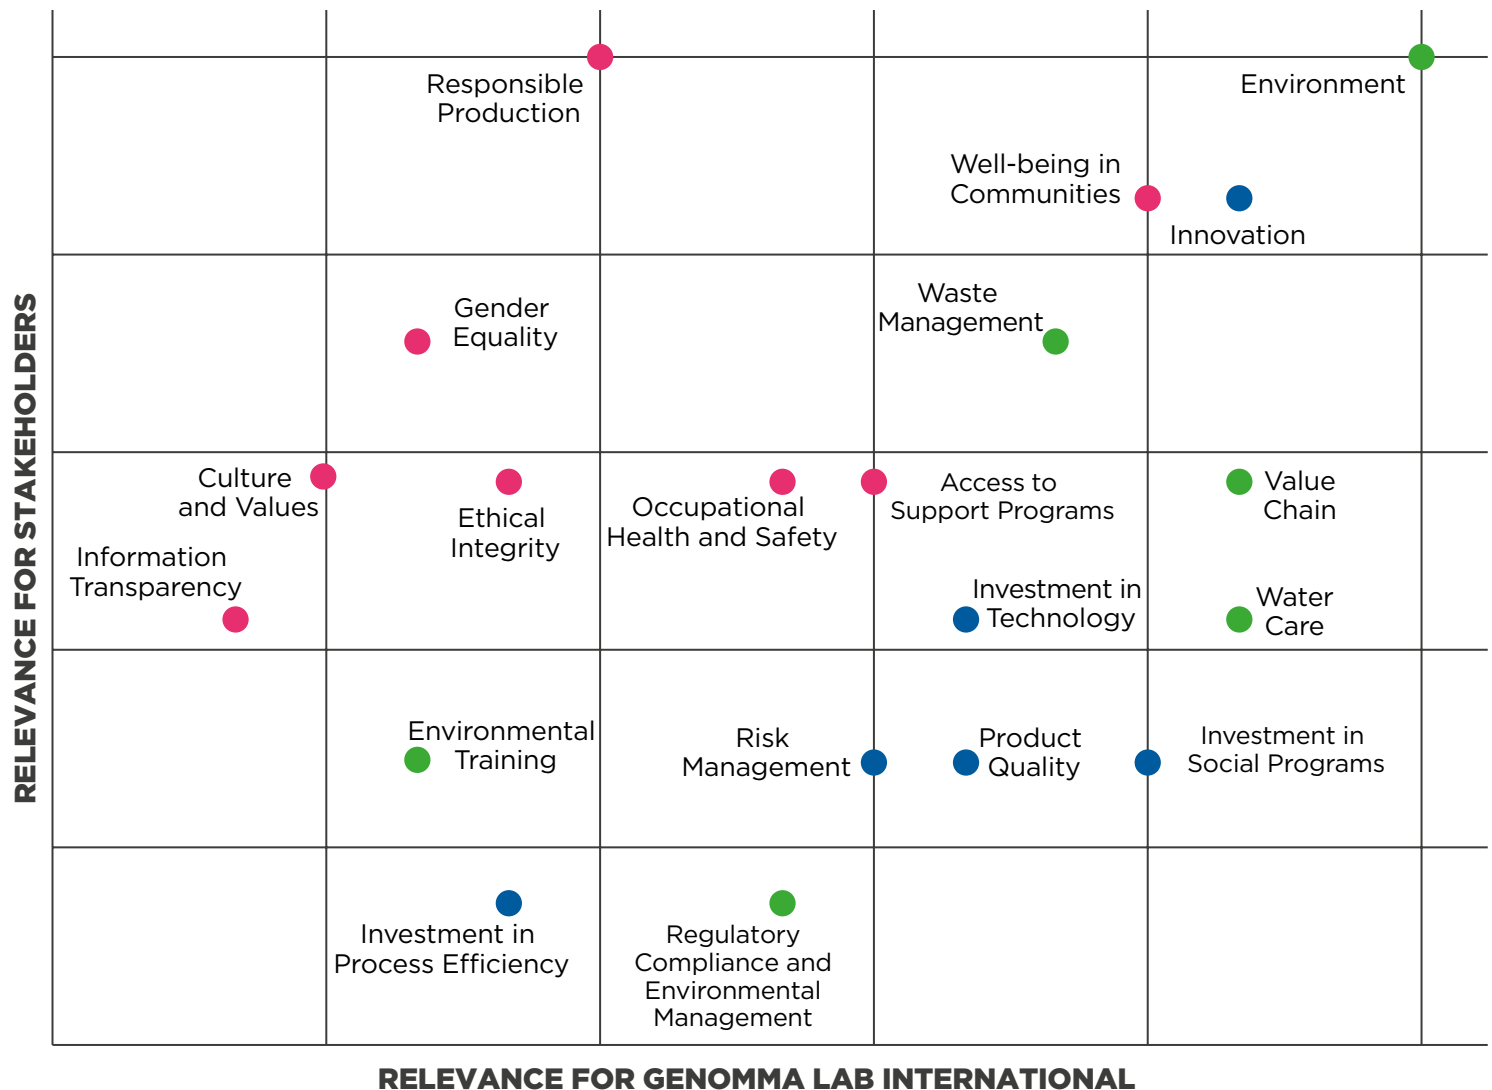 Responsible
Production
Environment
Well-being in
Communities
Innovation
Gender
Equality
Waste
Management
Culture
and Values
Ethical
Integrity
Occupational
Health and Safety
Access to
Support Programs
Value
Chain
Information
Transparency
Investment in
Technology
Water
Care
Environmental
Training
Risk
Management
Product
Quality
Investment in
Social Programs
Investment in
Process Efficiency
Regulatory
Compliance and
Environmental
Management
RELEVANCE FOR STAKEHOLDERS
RELEVANCE FOR GENOMMA LAB INTERNATIONAL